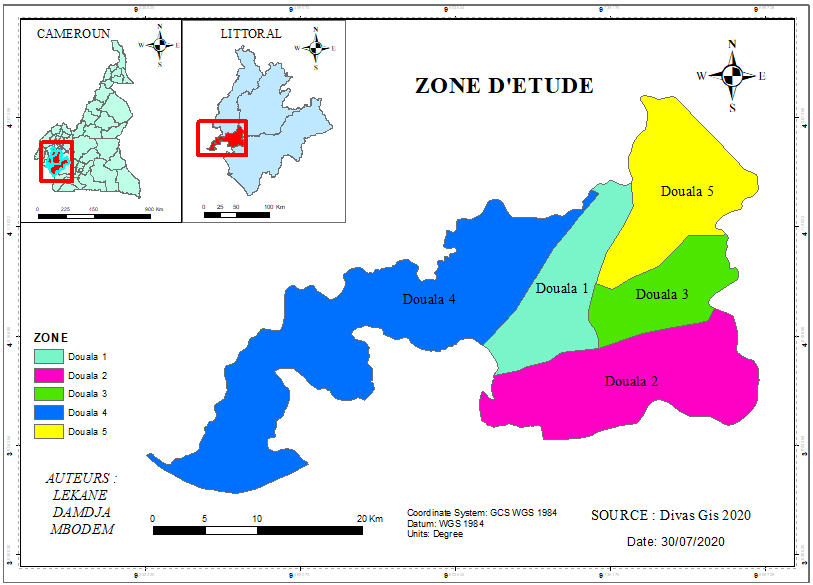 CAMEROUN
N
W E
S
0 225 450 900 Km
LITTORAL
N
W E
S
0 25 50 100 Km
ZONE D'ETUDE
N
W E
S
Douala 5
Douala 1
Douala 3
Douala 4
Douala 2
ZONE
Douala 1
Douala 2
Douala 3
Douala 4
Douala 5
AUTEURS :
LEKANE
DAMDJA
MBODEM
0 5 10 20 Km
Coordinate System: GCS WGS 1984
Datum: WGS 1984
Units: Degree
SOURCE : Divas Gis 2020
Date: 30/07/2020